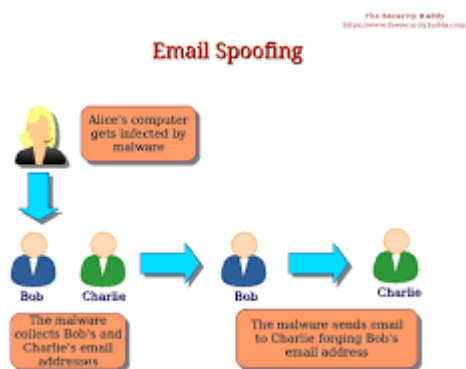 The Security Buddy
https://www.thesecuritybuddy.com
Email Spoofing
Alice's computer
gets infected by
malware
Bob
Charlie
Bob
Charlie
The malware
collects Bob's and
Charlie's email
addresses
The malware sends email
to Charlie forging Bob's
email address